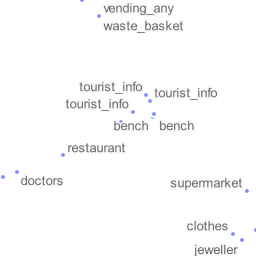 vending_any
waste_basket
tourist_info
tourist_info
tourist_info
bench
bench
restaurant
doctors
supermarket
clothes
jeweller